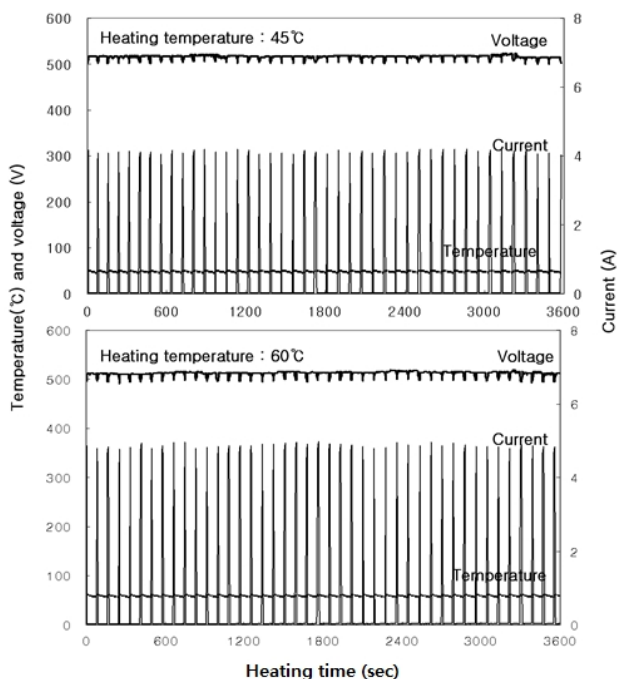 Temperature(℃) and voltage (V)
600
500
400
300
200
100
0
Heating temperature : 45℃
Voltage
Current
Temperature
8
6
4
2
0
0 600 1200 1800 2400 3000 3600
Current (A)
600
500
400
300
200
100
0
Heating temperature : 60℃
Voltage
Current
Temperature
8
6
4
2
0
0 600 1200 1800 2400 3000 3600
Heating time (sec)